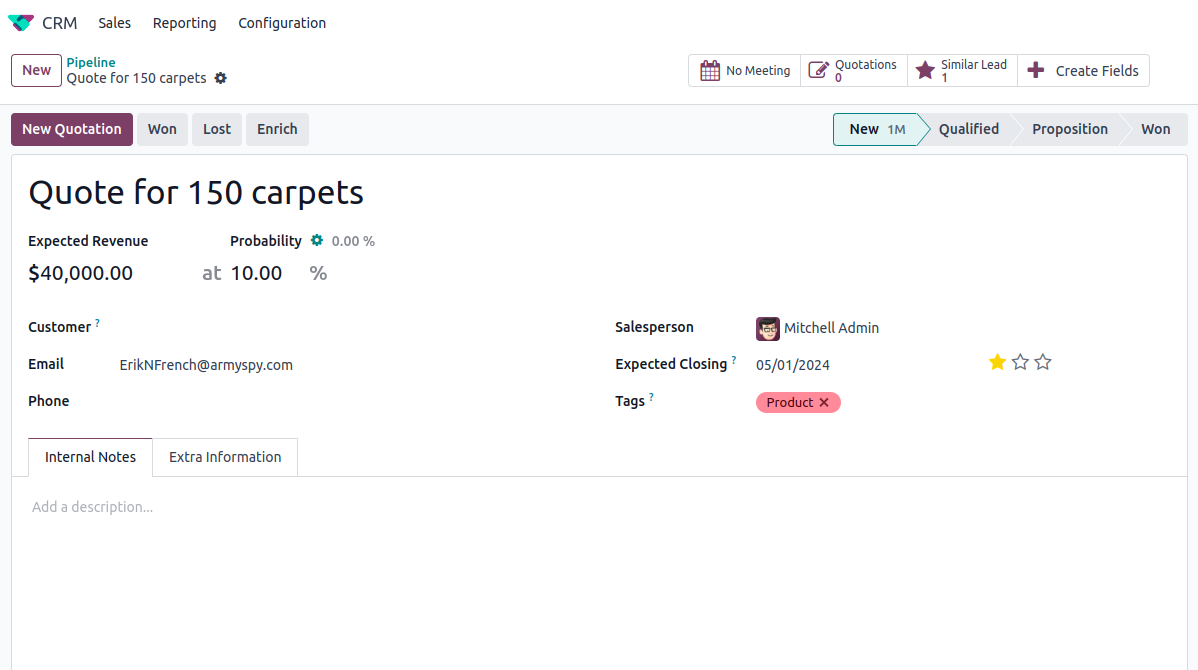 CRM Sales Reporting Configuration
New
Pipeline
Quote for 150 carpets
No Meeting
Quotations
0
Similar Lead
1
Create Fields
New Quotation Won Lost Enrich
New 1M Qualified Proposition Won
Quote for 150 carpets
Expected Revenue Probability 0.00 %
$40,000.00 at 10.00 %
Customer ?
Salesperson Mitchell Admin
Email ErikNFrench@armyspy.com
Expected Closing ? 05/01/2024
Phone
Tags ? Product ✕
Internal Notes Extra Information
Add a description...